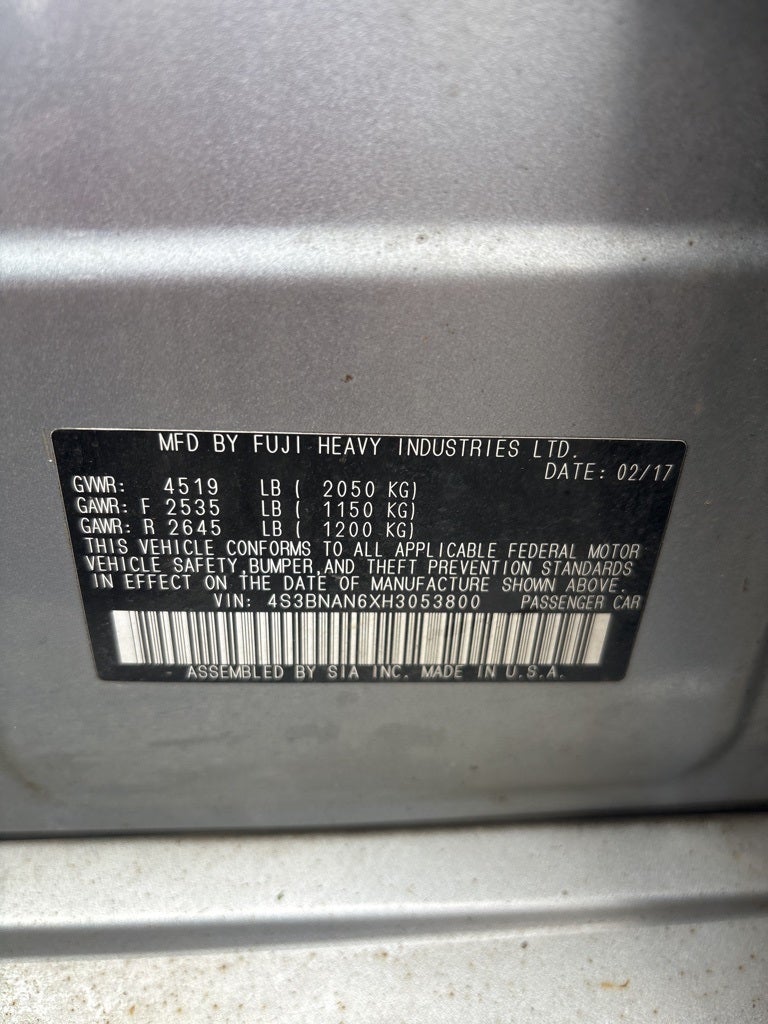 MFD BY FUJI HEAVY INDUSTRIES LTD.
DATE: 02/17
GVWR: 4519 LB ( 2050 KG)
GAWR: F 2535 LB ( 1150 KG)
GAWR: R 2645 LB ( 1200 KG)
THIS VEHICLE CONFORMS TO ALL APPLICABLE FEDERAL MOTOR
VEHICLE SAFETY,BUMPER,AND THEFT PREVENTION STANDARDS
IN EFFECT ON THE DATE OF MANUFACTURE SHOWN ABOVE.
VIN: 4S3BNAN6XH3053800 PASSENGER CAR
ASSEMBLED BY SIA INC. MADE IN U.S.A.